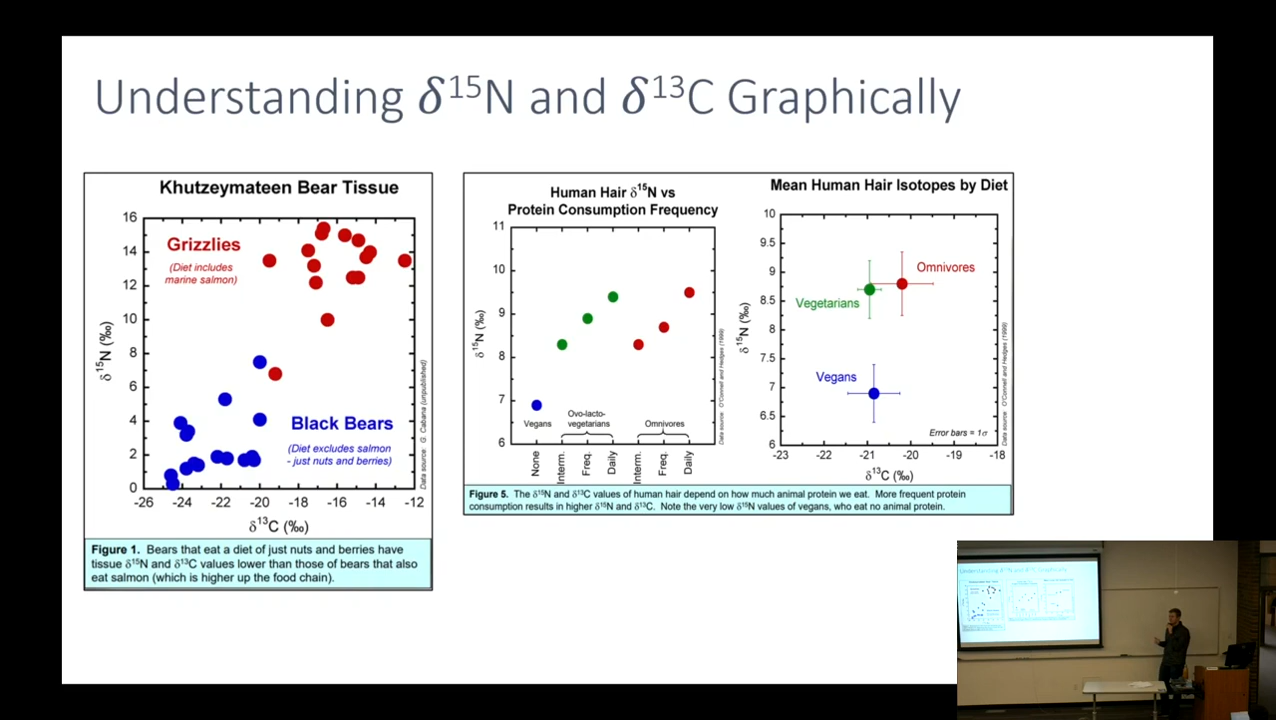 Understanding δ¹⁵N and δ¹³C Graphically
Khutzeymateen Bear Tissue
16
14
12
10
8
6
4
2
0
δ¹⁵N (‰)
Grizzlies
(Diet includes
marine salmon)
Black Bears
(Diet excludes salmon
- just nuts and berries)
Data source: G. Cabana (unpublished)
-26 -24 -22 -20 -18 -16 -14 -12
δ¹³C (‰)
Figure 1. Bears that eat a diet of just nuts and berries have
tissue δ¹⁵N and δ¹³C values lower than those of bears that also
eat salmon (which is higher up the food chain).
Human Hair δ¹⁵N vs
Protein Consumption Frequency
11
10
9
8
7
6
δ¹⁵N (‰)
Vegans
Ovo-lacto-
vegetarians
Omnivores
None
Interm.
Freq.
Daily
Interm.
Freq.
Daily
Data source: O'Connell and Hedges (1999)
Mean Human Hair Isotopes by Diet
10
9.5
9
8.5
8
7.5
7
6.5
6
δ¹⁵N (‰)
Omnivores
Vegetarians
Vegans
Error bars = 1σ
Data source: O'Connell and Hedges (1999)
-23 -22 -21 -20 -19 -18
δ¹³C (‰)
Figure 5. The δ¹⁵N and δ¹³C values of human hair depend on how much animal protein we eat. More frequent protein
consumption results in higher δ¹⁵N and δ¹³C. Note the very low δ¹⁵N values of vegans, who eat no animal protein.
Understanding δ¹⁵N and δ¹³C Graphically